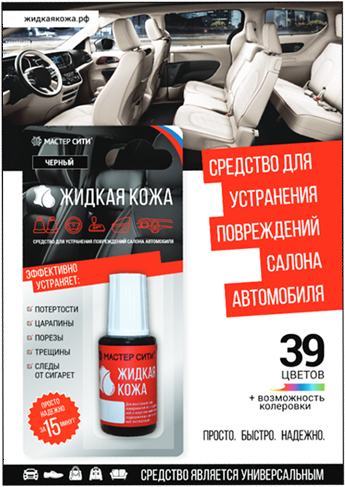 жидкаякожа.рф
МАСТЕР СИТИ®
ЧЕРНЫЙ
ЖИДКАЯ КОЖА
СРЕДСТВО ДЛЯ УСТРАНЕНИЯ ПОВРЕЖДЕНИЙ САЛОНА АВТОМОБИЛЯ
ЭФФЕКТИВНО
УСТРАНЯЕТ:
ПОТЕРТОСТИ
ЦАРАПИНЫ
ПОРЕЗЫ
ТРЕЩИНЫ
СЛЕДЫ
ОТ СИГАРЕТ
ПРОСТО
НАДЕЖНО
ЗА 15 МИНУТ
МАСТЕР СИТИ®
ЖИДКАЯ
КОЖА
СРЕДСТВО ДЛЯ
УСТРАНЕНИЯ
ПОВРЕЖДЕНИЙ
САЛОНА
АВТОМОБИЛЯ
39
ЦВЕТОВ
+ возможность
колеровки
ПРОСТО. БЫСТРО. НАДЕЖНО.
СРЕДСТВО ЯВЛЯЕТСЯ УНИВЕРСАЛЬНЫМ